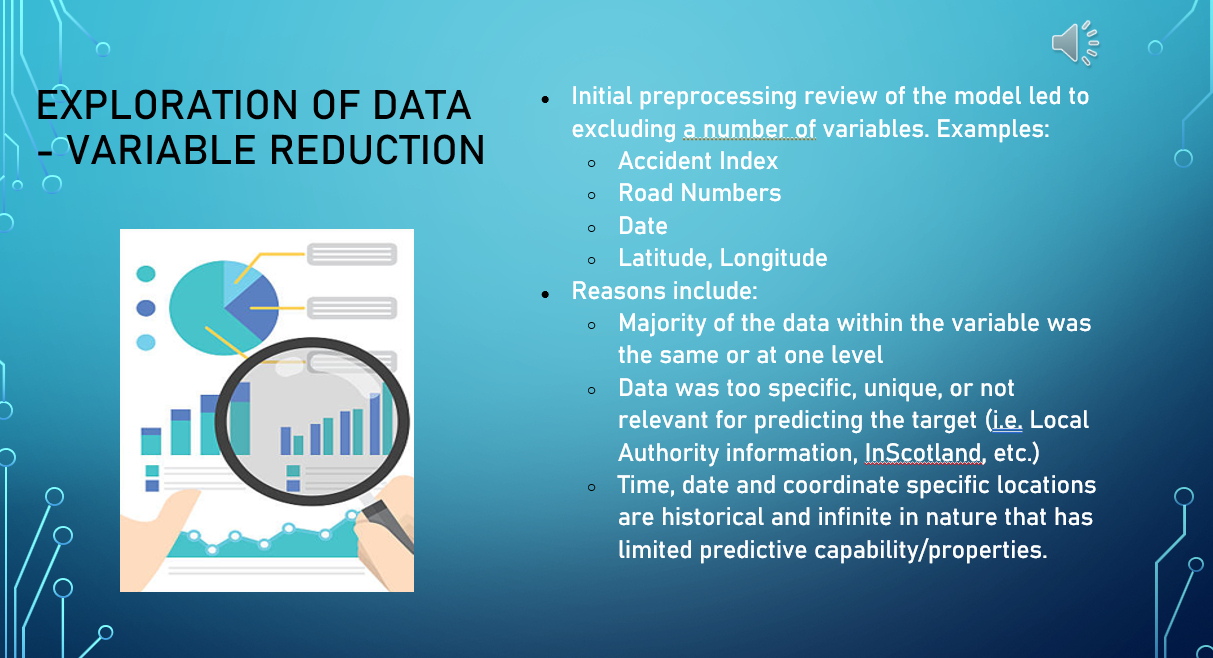 EXPLORATION OF DATA
- VARIABLE REDUCTION
Initial preprocessing review of the model led to
excluding a number of variables. Examples:
Accident Index
Road Numbers
Date
Latitude, Longitude
Reasons include:
Majority of the data within the variable was
the same or at one level
Data was too specific, unique, or not
relevant for predicting the target (i.e. Local
Authority information, InScotland, etc.)
Time, date and coordinate specific locations
are historical and infinite in nature that has
limited predictive capability/properties.